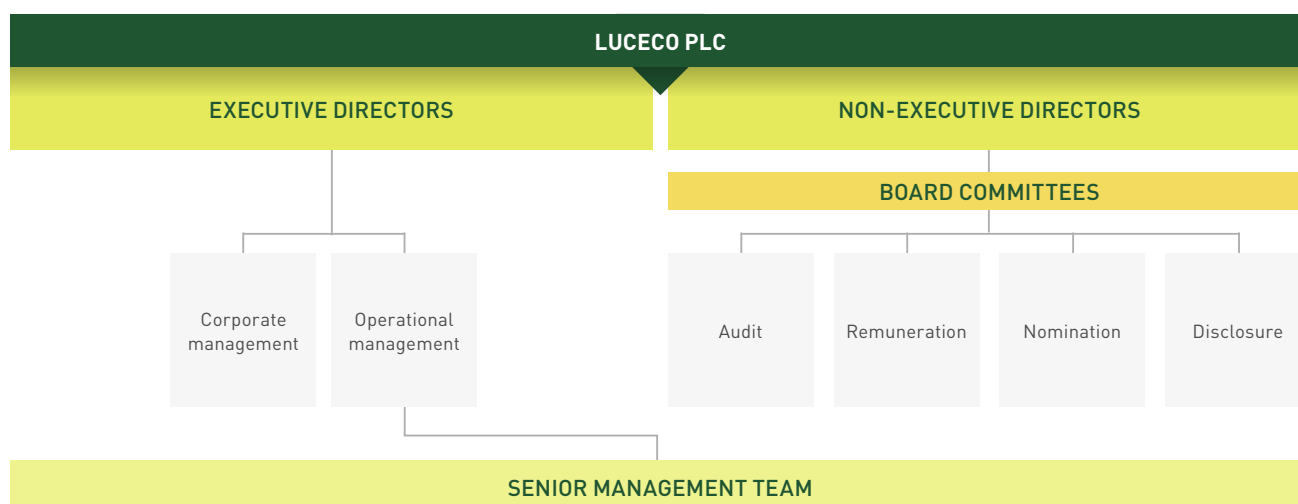 LUCECO PLC
EXECUTIVE DIRECTORS
NON-EXECUTIVE DIRECTORS
BOARD COMMITTEES
Corporate
management
Operational
management
Audit
Remuneration
Nomination
Disclosure
SENIOR MANAGEMENT TEAM